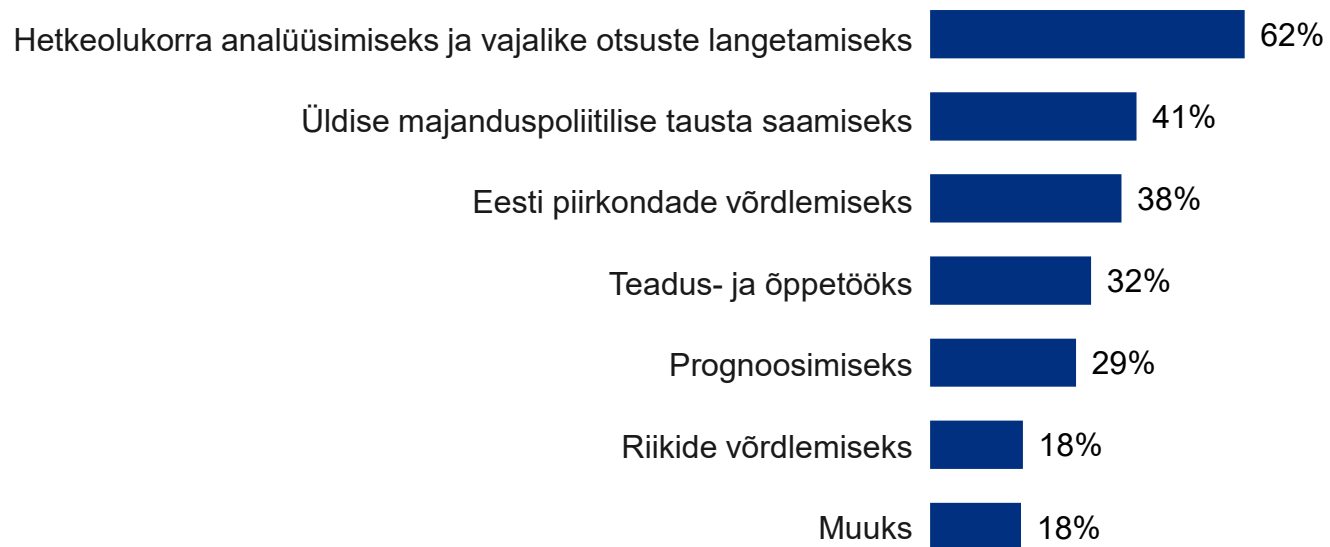 Hetkeolukorra analüüsimiseks ja vajalike otsuste langetamiseks 62%
Üldise majanduspoliitilise tausta saamiseks 41%
Eesti piirkondade võrdlemiseks 38%
Teadus- ja õppetööks 32%
Prognoosimiseks 29%
Riikide võrdlemiseks 18%
Muuks 18%